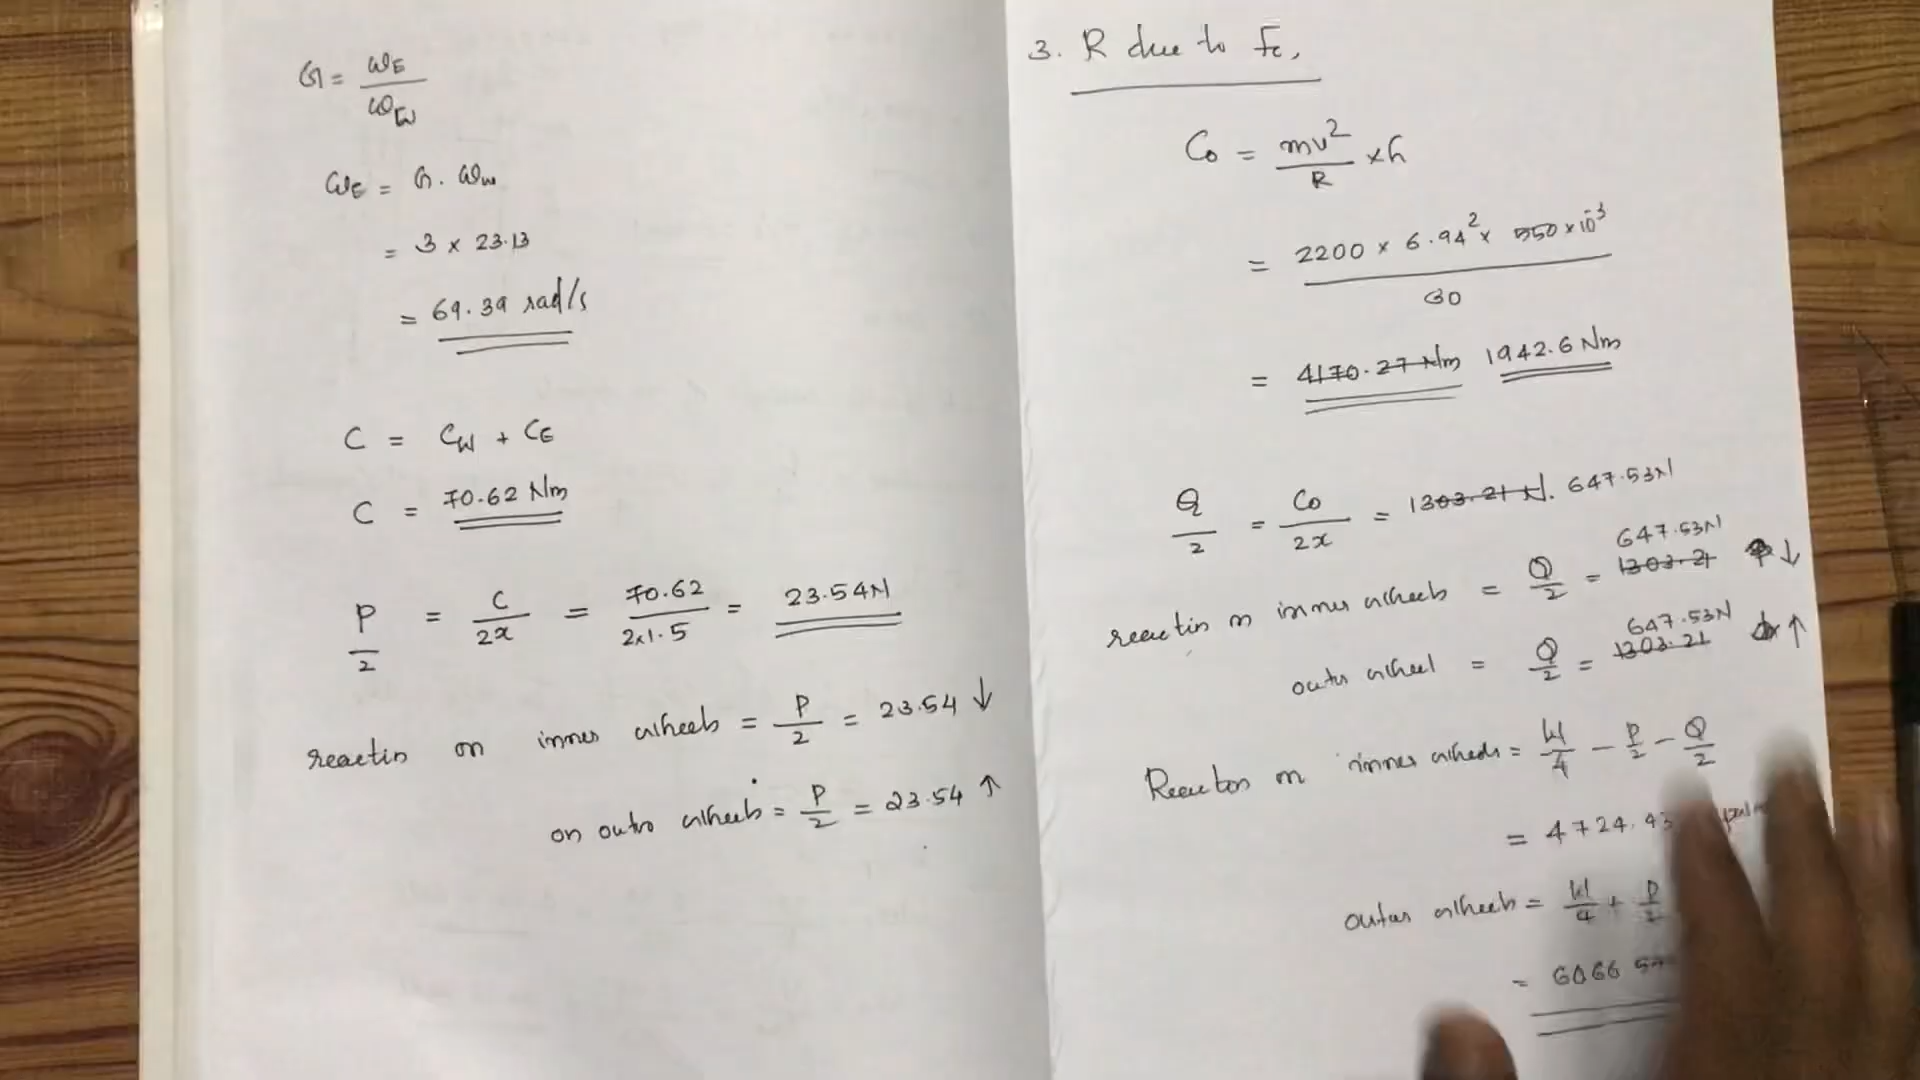 G = ωE / ωW
ωE = G. ωw
= 3 x 23.13
= 69.39 rad/s
C = CW + CE
C = 70.62 Nm
P/2 = C/2x = 70.62/2x1.5 = 23.54N
reactin on inner wheels = P/2 = 23.54 ↓
on outer wheels = P/2 = 23.54 ↑
3. R due to Fc,
Co = mv²/R x h
= 2200 x 6.94² x 550 x 10⁻³ / 30
= 4170.27 Nm 1942.6 Nm
Q/2 = Co/2x = 1303.21 N. 647.53N
647.53N
reactin on inner wheels = Q/2 = 1303.21 ↓
647.53N
outer wheel = Q/2 = 1303.21 ↑
Reaction on inner wheels = W/4 - P/2 - Q/2
= 4724.43
outer wheels = W/4 + P/2
= 6066